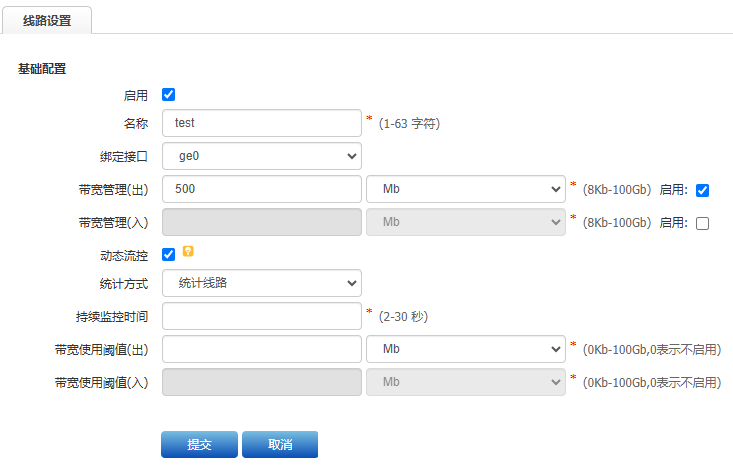 线路设置
基础配置
启用
名称 test * (1-63 字符)
绑定接口 ge0
带宽管理(出) 500 Mb * (8Kb-100Gb) 启用:
带宽管理(入) Mb * (8Kb-100Gb) 启用:
动态流控
统计方式 统计线路
持续监控时间 * (2-30 秒)
带宽使用阈值(出) Mb * (0Kb-100Gb,0表示不启用)
带宽使用阈值(入) Mb * (0Kb-100Gb,0表示不启用)
提交 取消